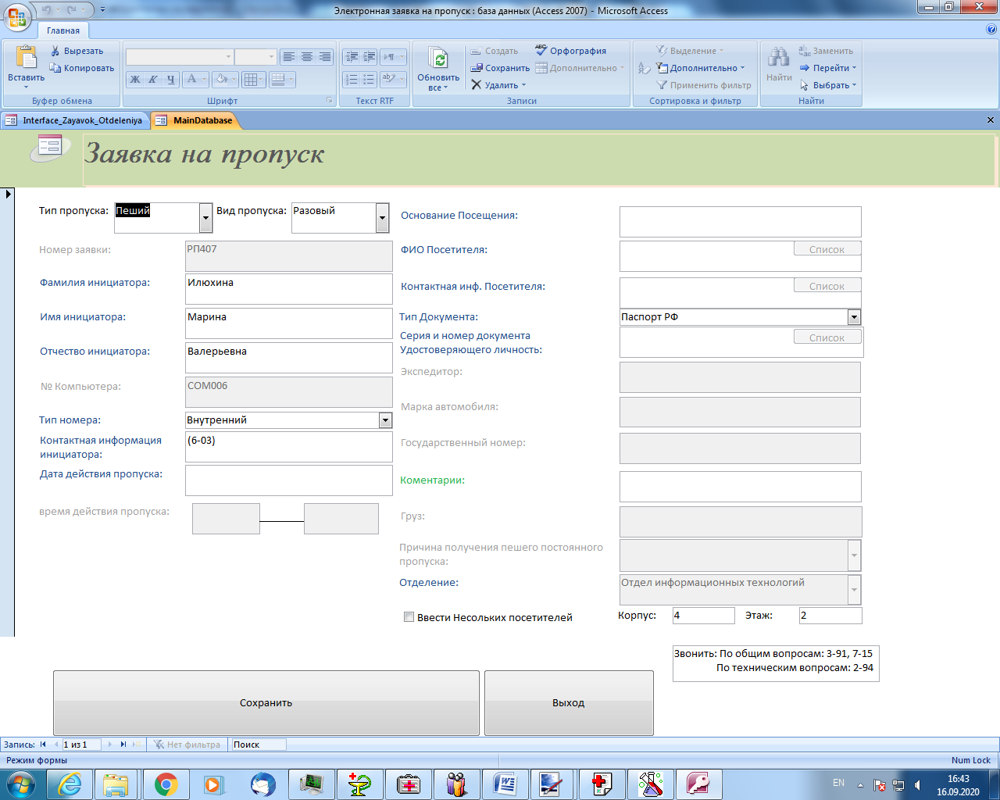 Электронная заявка на пропуск : база данных (Access 2007) - Microsoft Access
Главная
Вставить
Вырезать
Копировать
Буфер обмена
Ж К Ч А
Шрифт
Текст RTF
Обновить все
Создать
Сохранить
Удалить
Орфография
Дополнительно
Записи
Выделение
Дополнительно
Применить фильтр
Сортировка и фильтр
Найти
Заменить
Перейти
Выбрать
Найти
Interface_Zayavok_Otdeleniya
MainDatabase
Заявка на пропуск
Тип пропуска: Пеший Вид пропуска: Разовый
Номер заявки: РП407
Фамилия инициатора: Илюхина
Имя инициатора: Марина
Отчество инициатора: Валерьевна
№ Компьютера: COM006
Тип номера: Внутренний
Контактная информация
инициатора: (6-03)
Дата действия пропуска:
время действия пропуска:
Основание Посещения:
ФИО Посетителя: Список
Контактная инф. Посетителя: Список
Тип Документа: Паспорт РФ
Серия и номер документа
Удостоверяющего личность: Список
Экспедитор:
Марка автомобиля:
Государственный номер:
Коментарии:
Груз:
Причина получения пешего постоянного
пропуска:
Отделение: Отдел информационных технологий
Ввести Несольких посетителей
Корпус: 4 Этаж: 2
Звонить: По общим вопросам: 3-91, 7-15
По техническим вопросам: 2-94
Сохранить
Выход
Запись: 1 из 1 Нет фильтра Поиск
Режим формы
Num Lock
EN
16:43
16.09.2020